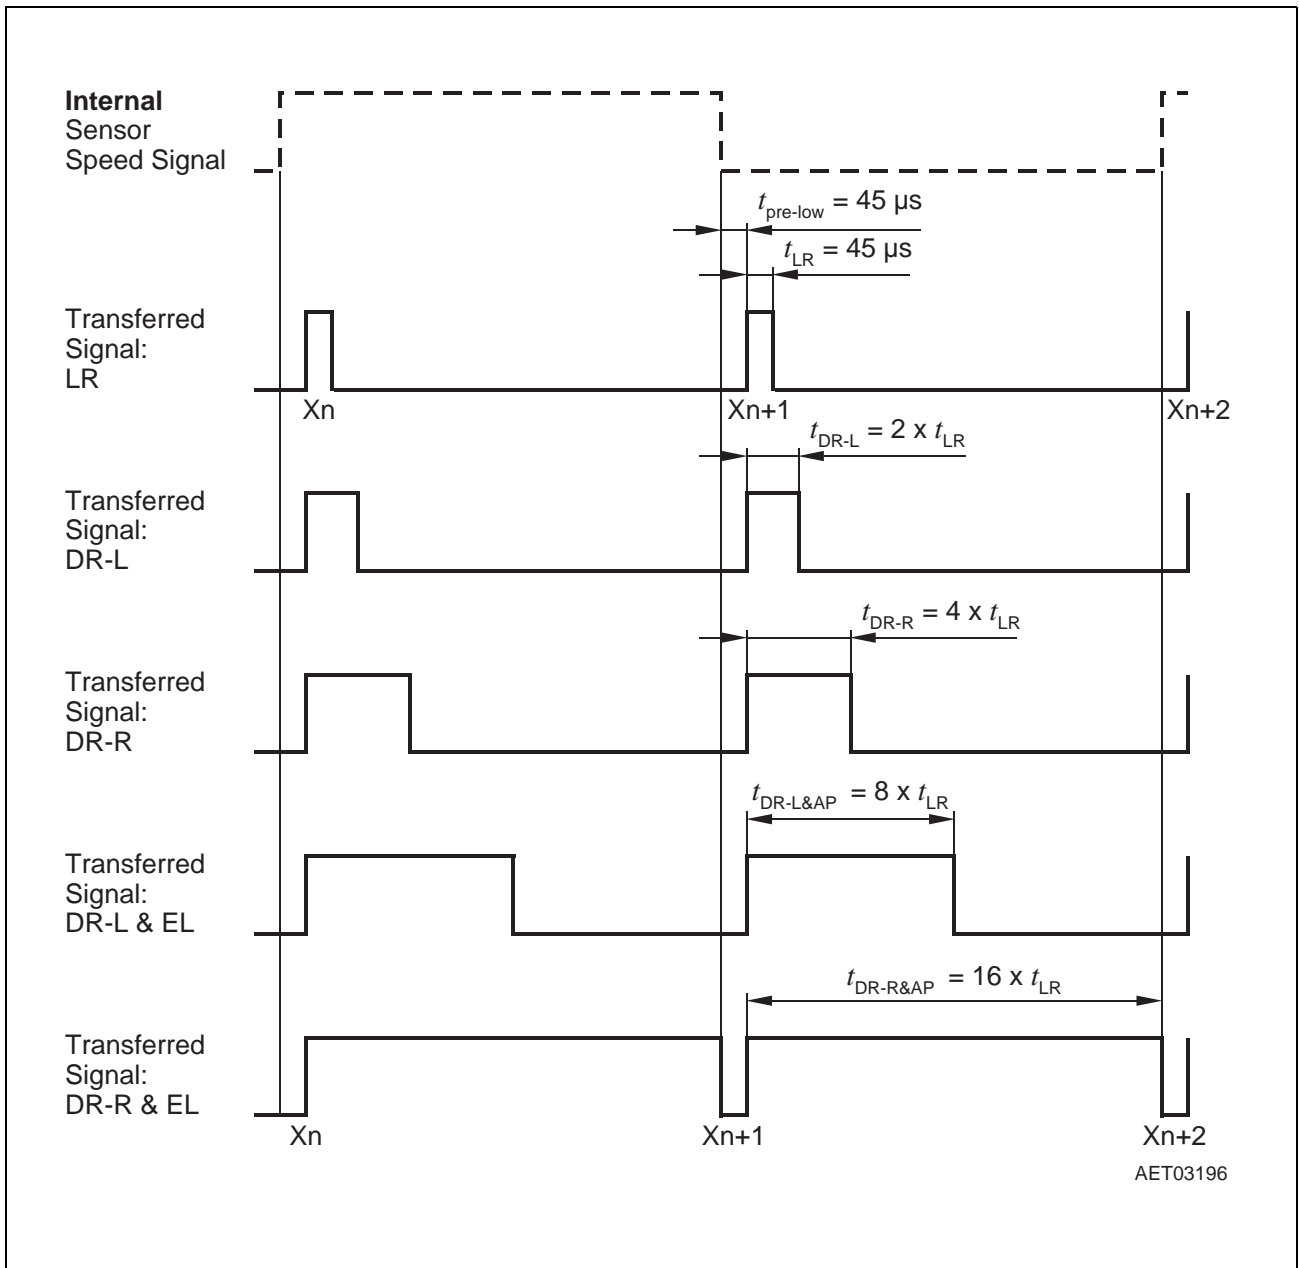 Internal
Sensor
Speed Signal
tpre-low = 45 µs
tLR = 45 µs
Transferred
Signal:
LR
Xn
Xn+1
Xn+2
tDR-L = 2 x tLR
Transferred
Signal:
DR-L
tDR-R = 4 x tLR
Transferred
Signal:
DR-R
tDR-L&AP = 8 x tLR
Transferred
Signal:
DR-L & EL
tDR-R&AP = 16 x tLR
Transferred
Signal:
DR-R & EL
Xn
Xn+1
Xn+2
AET03196